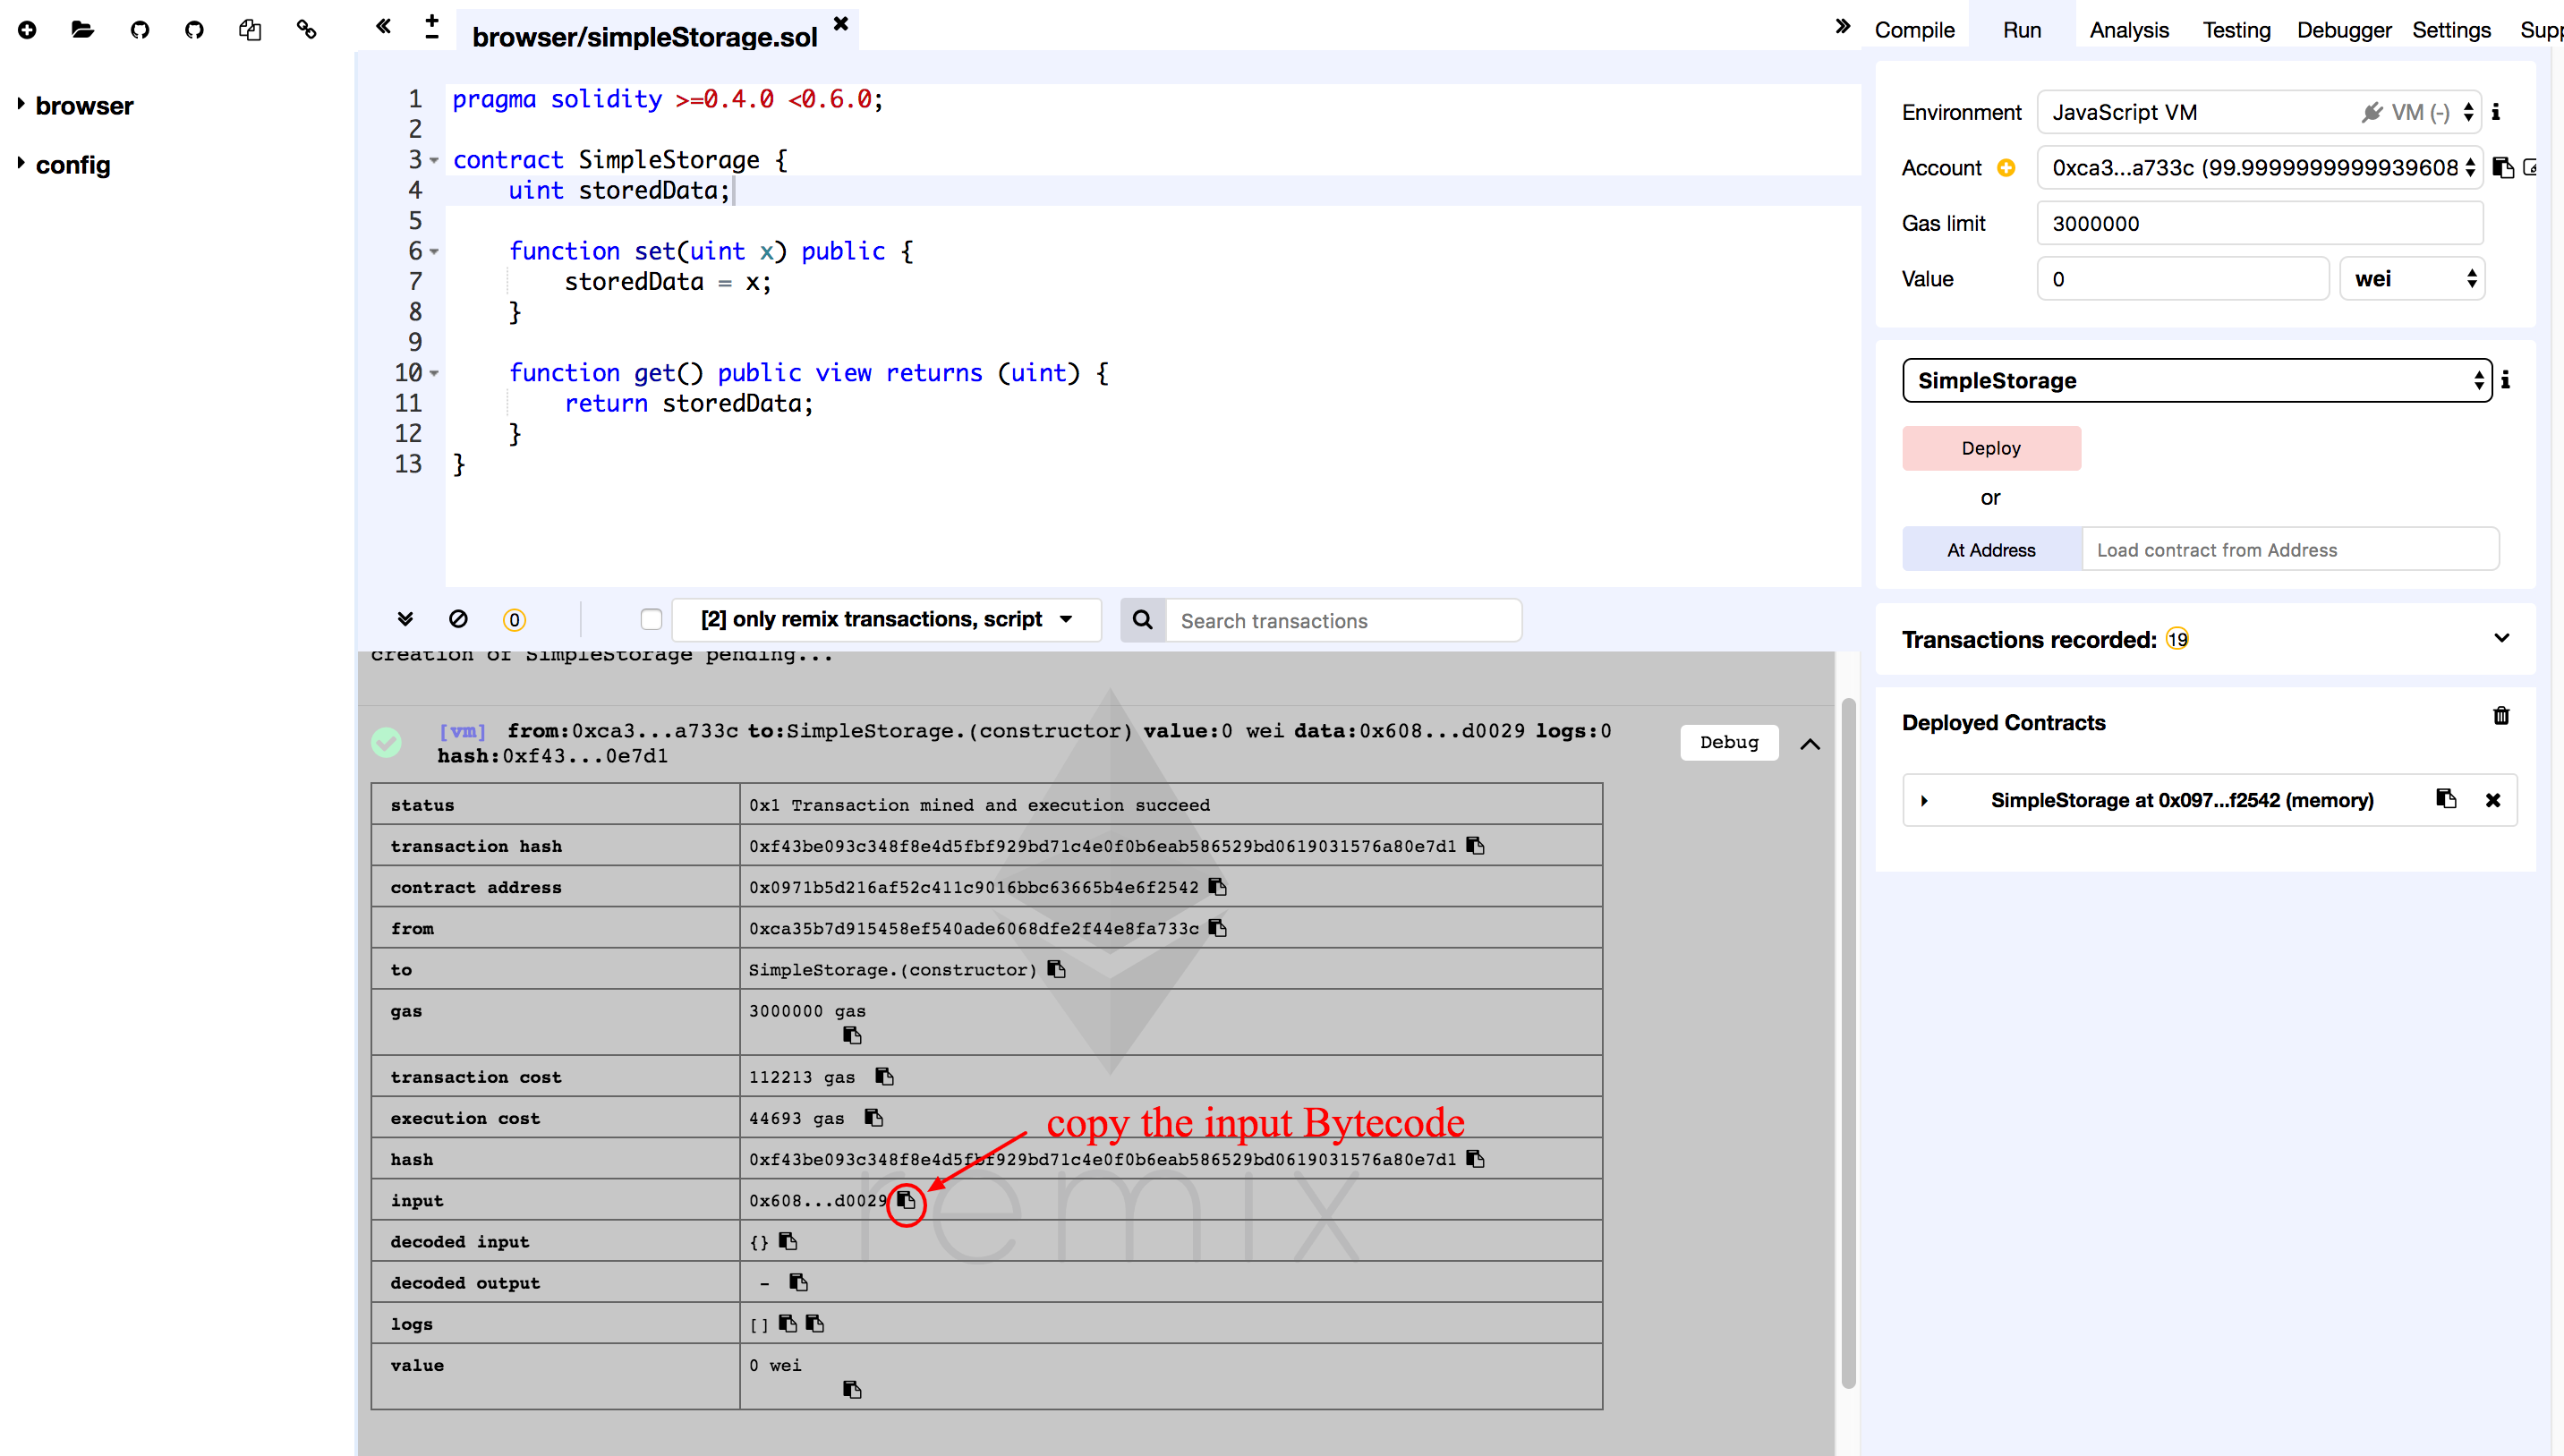 browser/simpleStorage.sol
Compile Run Analysis Testing Debugger Settings Supp
browser
config
1 pragma solidity >=0.4.0 <0.6.0;
2
3 contract SimpleStorage {
4 uint storedData;
5
6 function set(uint x) public {
7 storedData = x;
8 }
9
10 function get() public view returns (uint) {
11 return storedData;
12 }
13 }
0 [2] only remix transactions, script Search transactions
creation of SimpleStorage pending...
[vm] from:0xca3...a733c to:SimpleStorage.(constructor) value:0 wei data:0x608...d0029 logs:0
hash:0xf43...0e7d1
Debug
status 0x1 Transaction mined and execution succeed
transaction hash 0xf43be093c348f8e4d5fbf929bd71c4e0f0b6eab586529bd0619031576a80e7d1
contract address 0x0971b5d216af52c411c9016bbc63665b4e6f2542
from 0xca35b7d915458ef540ade6068dfe2f44e8fa733c
to SimpleStorage.(constructor)
gas 3000000 gas
transaction cost 112213 gas
execution cost 44693 gas
copy the input Bytecode
hash 0xf43be093c348f8e4d5fbf929bd71c4e0f0b6eab586529bd0619031576a80e7d1
input 0x608...d0029
remix
decoded input {}
decoded output -
logs []
value 0 wei
Environment JavaScript VM VM (-)
Account 0xca3...a733c (99.9999999999939608
Gas limit 3000000
Value 0 wei
SimpleStorage
Deploy
or
At Address Load contract from Address
Transactions recorded: 19
Deployed Contracts
SimpleStorage at 0x097...f2542 (memory)